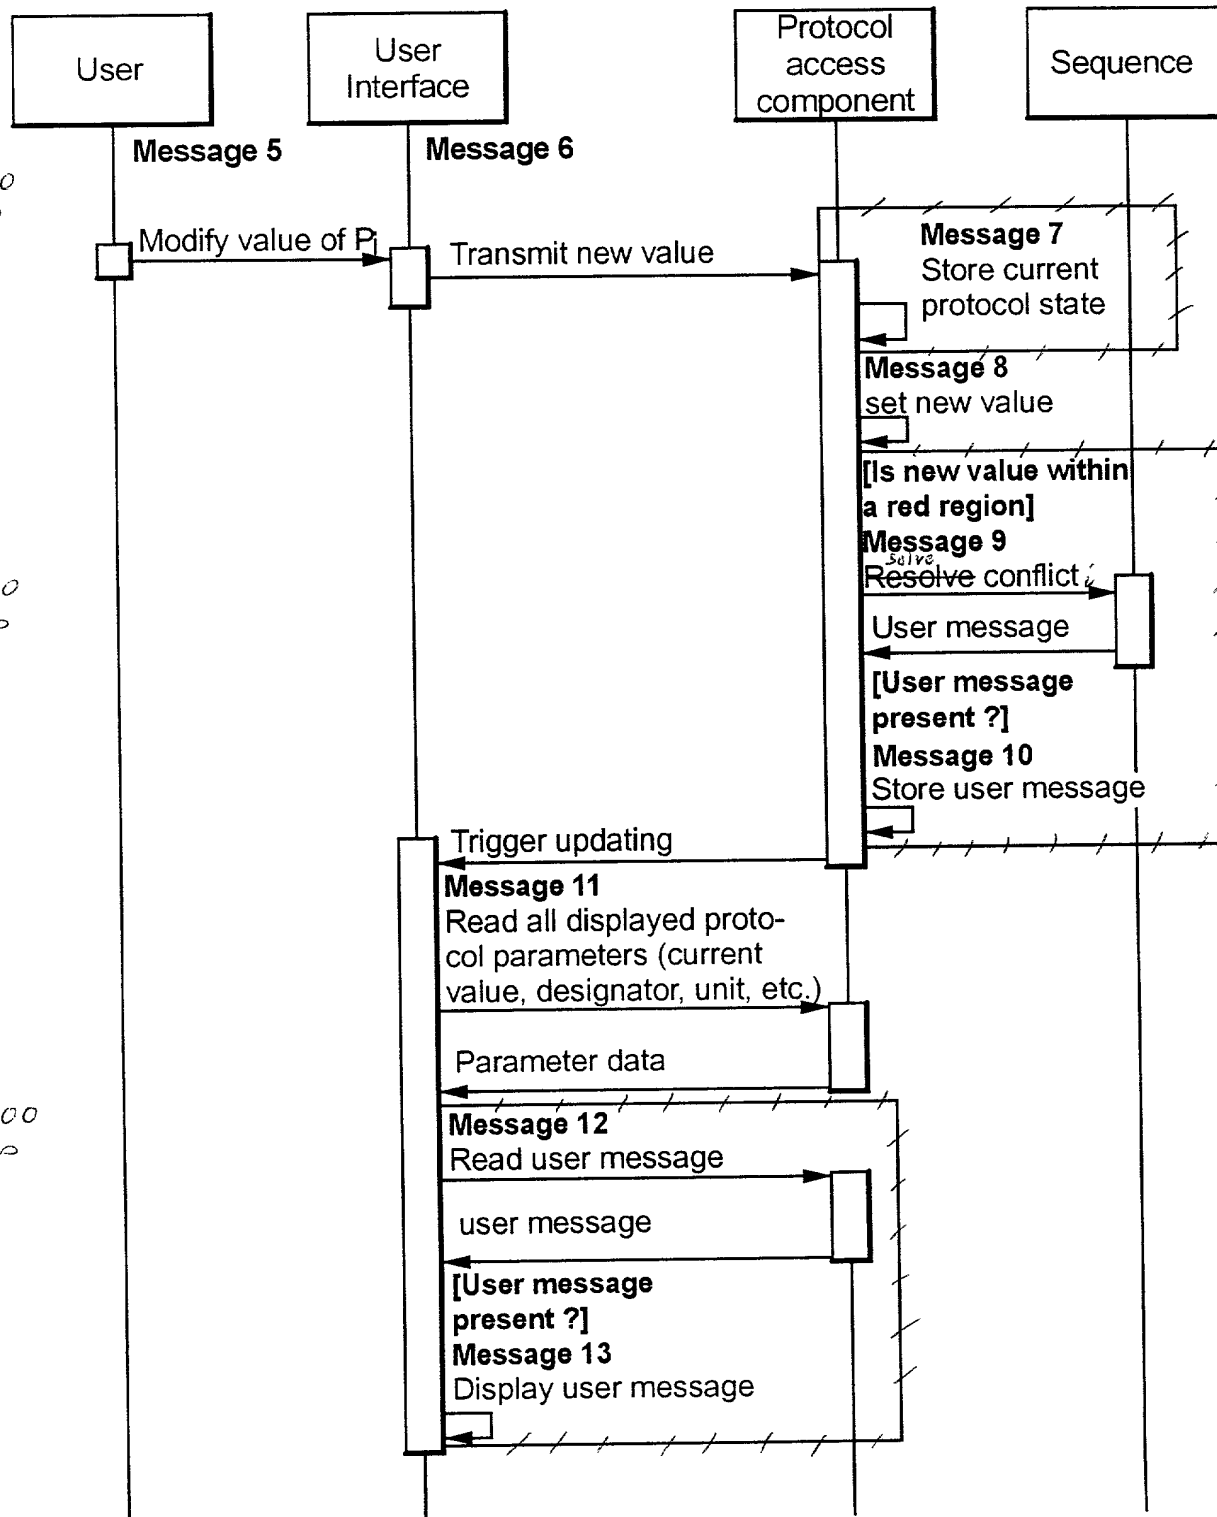 User
User
Interface
Protocol
access
component
Sequence
Message 5
Message 6
Modify value of Pi
Transmit new value
Message 7
Store current
protocol state
Message 8
set new value
[Is new value within
a red region]
Message 9
solve
Resolve conflict i
User message
[User message
present ?]
Message 10
Store user message
Trigger updating
Message 11
Read all displayed proto-
col parameters (current
value, designator, unit, etc.)
Parameter data
Message 12
Read user message
user message
[User message
present ?]
Message 13
Display user message